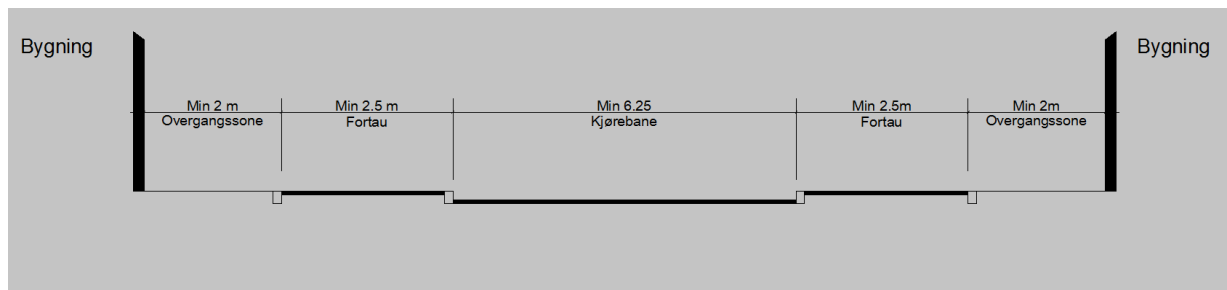 Bygning
Bygning
Min 2 m
Overgangssone
Min 2.5 m
Fortau
Min 6.25
Kjørebane
Min 2.5m
Fortau
Min 2m
Overgangssone